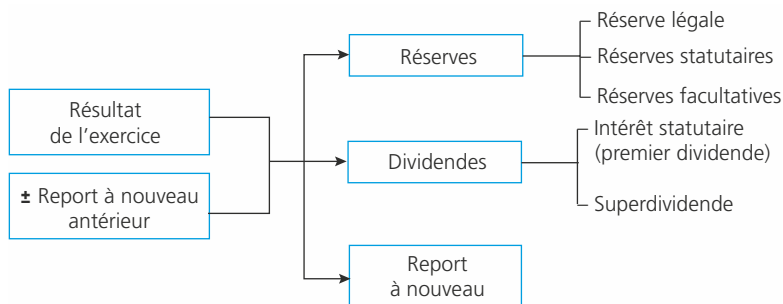 Résultat
de l'exercice
± Report à nouveau
antérieur
Réserves
Réserve légale
Réserves statutaires
Réserves facultatives
Dividendes
Intérêt statutaire
(premier dividende)
Superdividende
Report
à nouveau